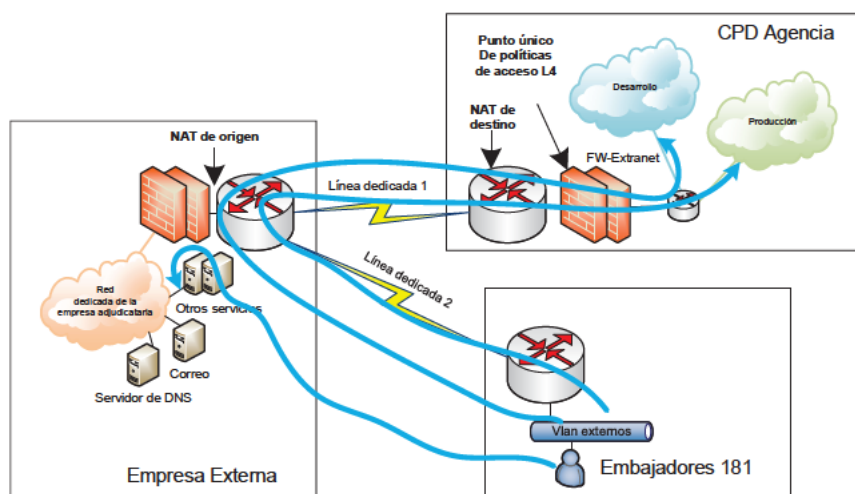 CPD Agencia
Punto único
De políticas
de acceso L4
Desarrollo
Producción
NAT de
destino
FW-Extranet
NAT de origen
Línea dedicada 1
Línea dedicada 2
Red
dedicada de la
empresa adjudicataria
Otros servicios
Correo
Servidor de DNS
Empresa Externa
Vlan externos
Embajadores 181